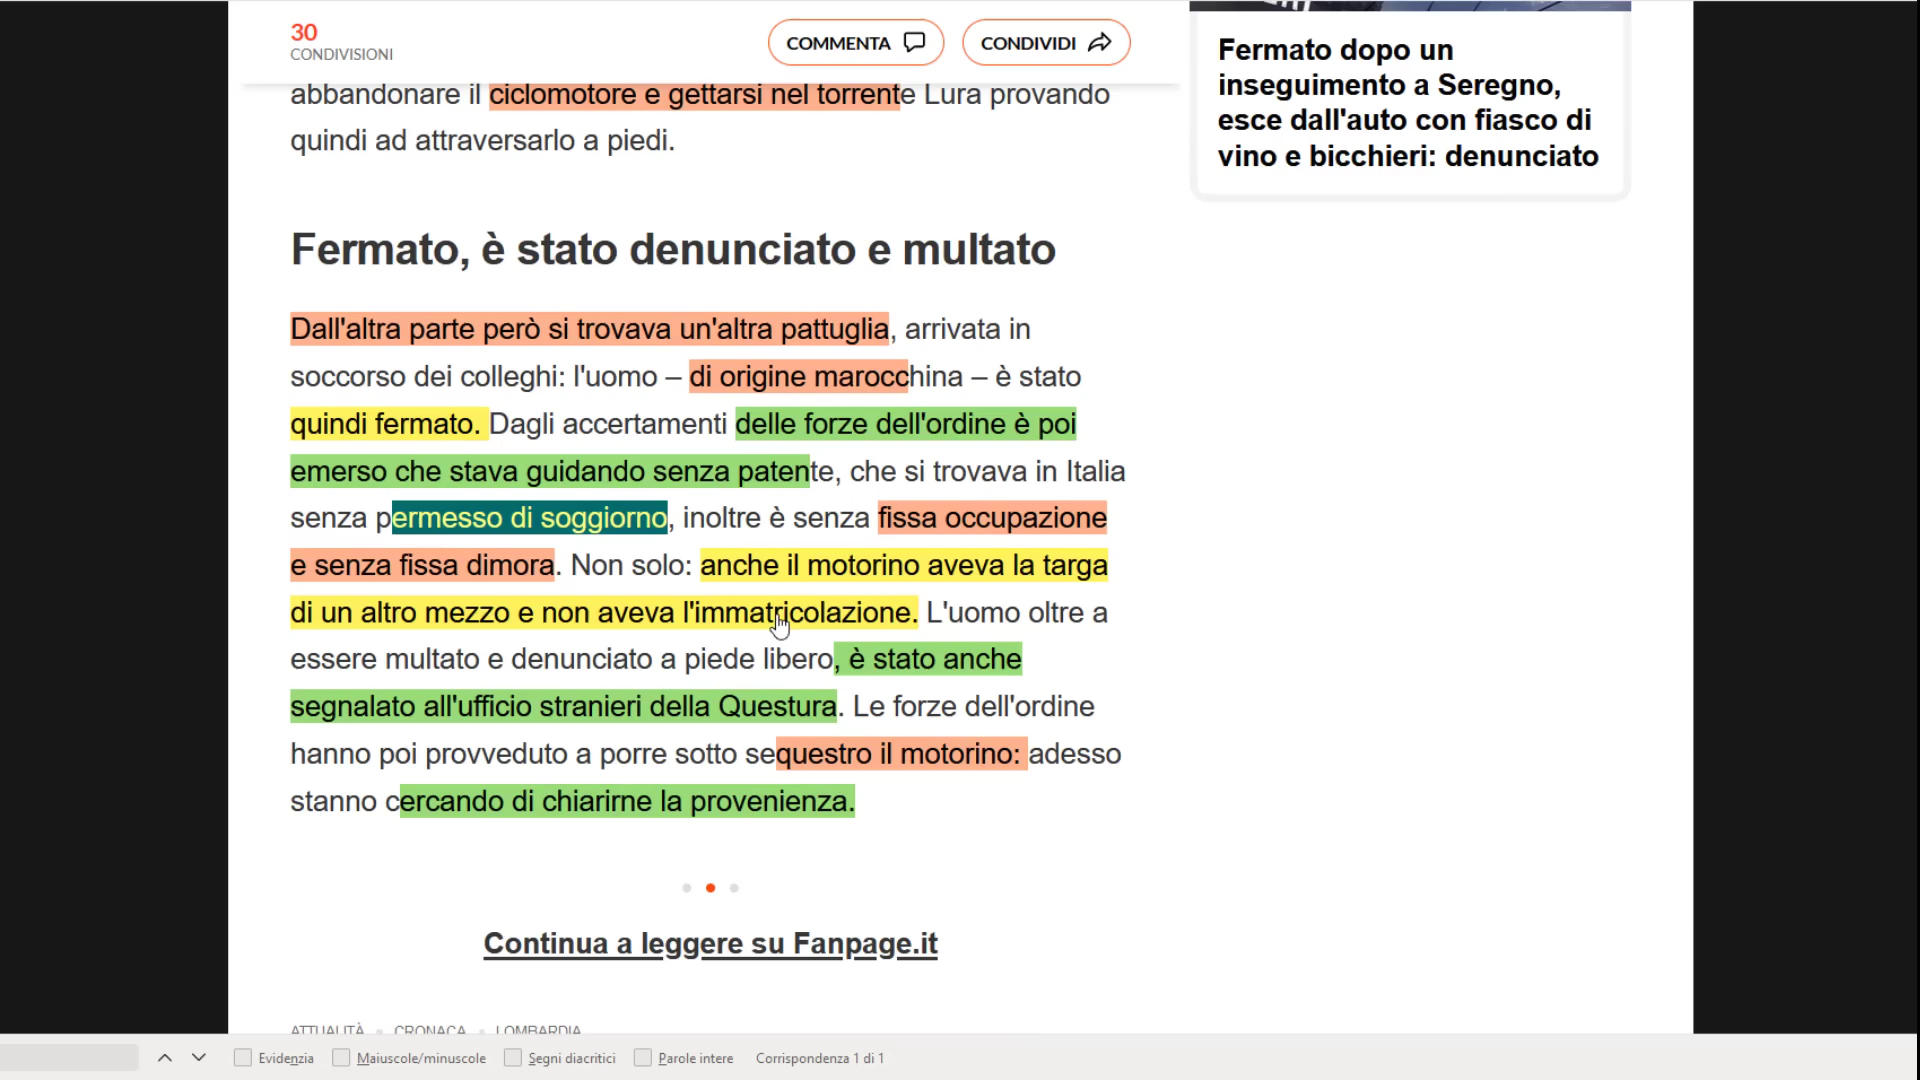 30
CONDIVISIONI
COMMENTA
CONDIVIDI
abbandonare il ciclomotore e gettarsi nel torrente Lura provando
quindi ad attraversarlo a piedi.
Fermato, è stato denunciato e multato
Dall'altra parte però si trovava un'altra pattuglia, arrivata in
soccorso dei colleghi: l'uomo – di origine marocchina – è stato
quindi fermato. Dagli accertamenti delle forze dell'ordine è poi
emerso che stava guidando senza patente, che si trovava in Italia
senza permesso di soggiorno, inoltre è senza fissa occupazione
e senza fissa dimora. Non solo: anche il motorino aveva la targa
di un altro mezzo e non aveva l'immatricolazione. L'uomo oltre a
essere multato e denunciato a piede libero, è stato anche
segnalato all'ufficio stranieri della Questura. Le forze dell'ordine
hanno poi provveduto a porre sotto sequestro il motorino: adesso
stanno cercando di chiarirne la provenienza.
Continua a leggere su Fanpage.it
ATTUALITÀ CRONACA LOMBARDIA
Fermato dopo un
inseguimento a Seregno,
esce dall'auto con fiasco di
vino e bicchieri: denunciato
Evidenzia Maiuscole/minuscole Segni diacritici Parole intere Corrispondenza 1 di 1